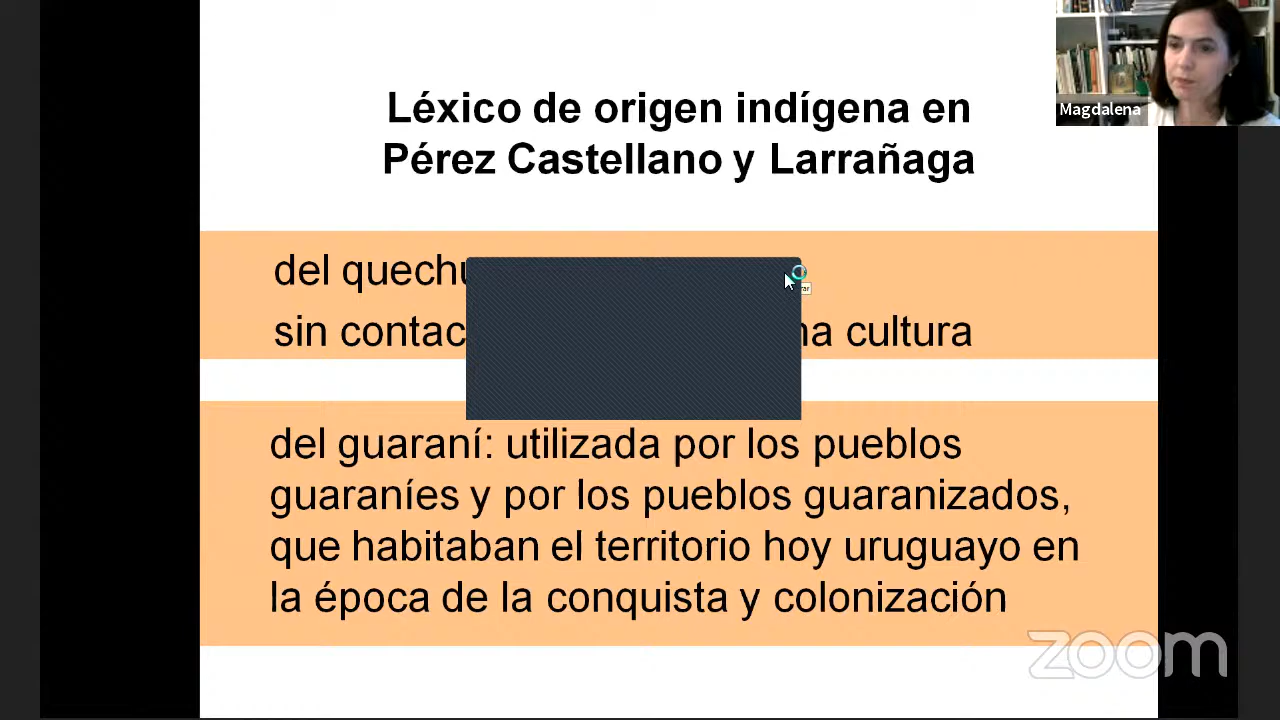 Magdalena
Léxico de origen indígena en
Pérez Castellano y Larrañaga
del quechu
sin contac na cultura
del guaraní: utilizada por los pueblos
guaraníes y por los pueblos guaranizados,
que habitaban el territorio hoy uruguayo en
la época de la conquista y colonización
zoom